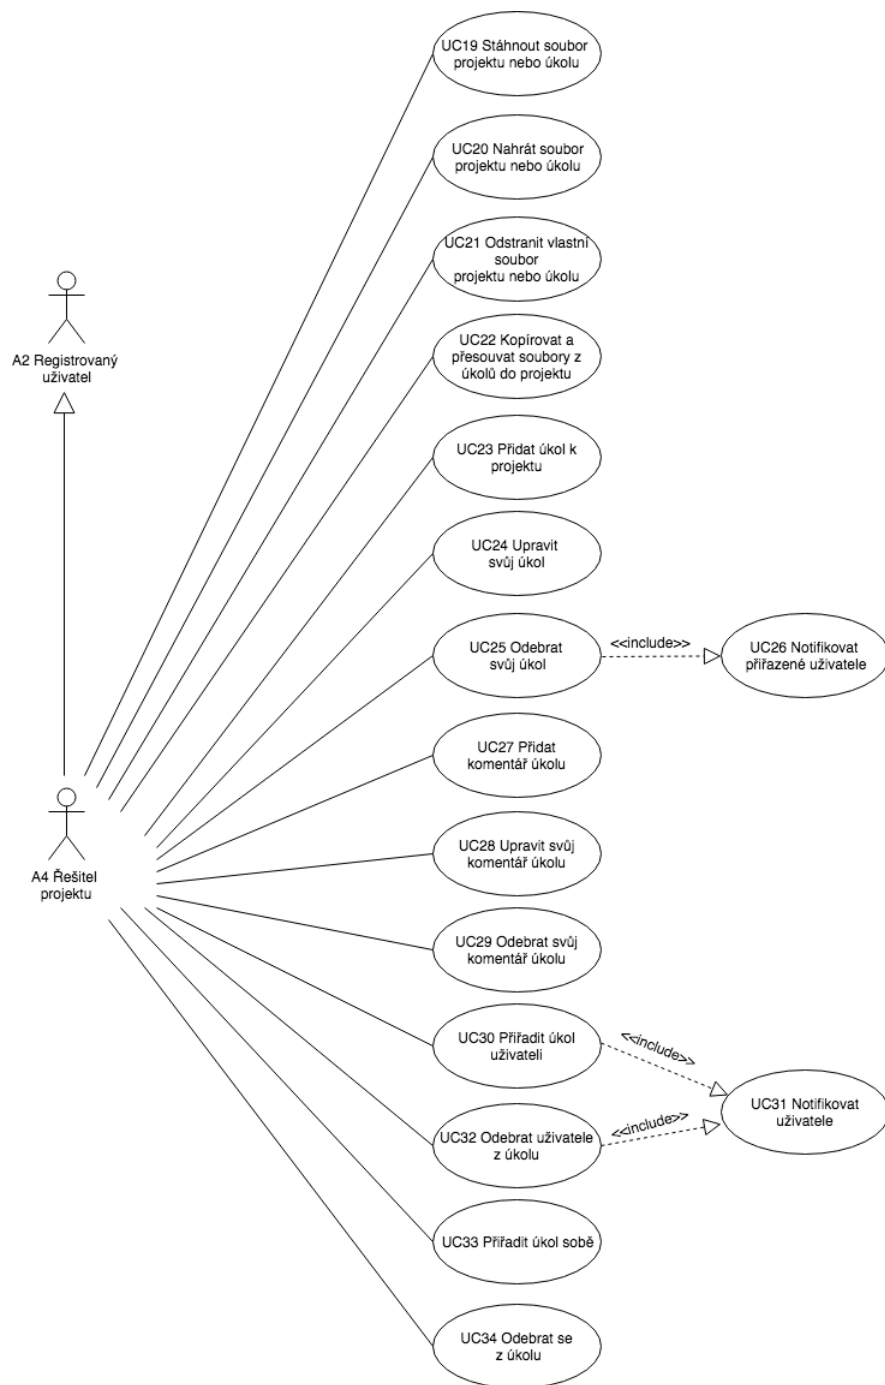 UC19 Stáhnout soubor
projektu nebo úkolu
UC20 Nahrát soubor
projektu nebo úkolu
UC21 Odstranit vlastní
soubor
projektu nebo úkolu
A2 Registrovaný
uživatel
UC22 Kopírovat a
přesouvat soubory z
úkolů do projektu
UC23 Přidat úkol k
projektu
UC24 Upravit
svůj úkol
UC25 Odebrat
svůj úkol
<<include>>
UC26 Notifikovat
přiřazené uživatele
UC27 Přidat
komentář úkolu
A4 Řešitel
projektu
UC28 Upravit svůj
komentář úkolu
UC29 Odebrat svůj
komentář úkolu
UC30 Přiřadit úkol
uživateli
<<include>>
UC31 Notifikovat
uživatele
<<include>>
UC32 Odebrat uživatele
z úkolu
UC33 Přiřadit úkol sobě
UC34 Odebrat se
z úkolu